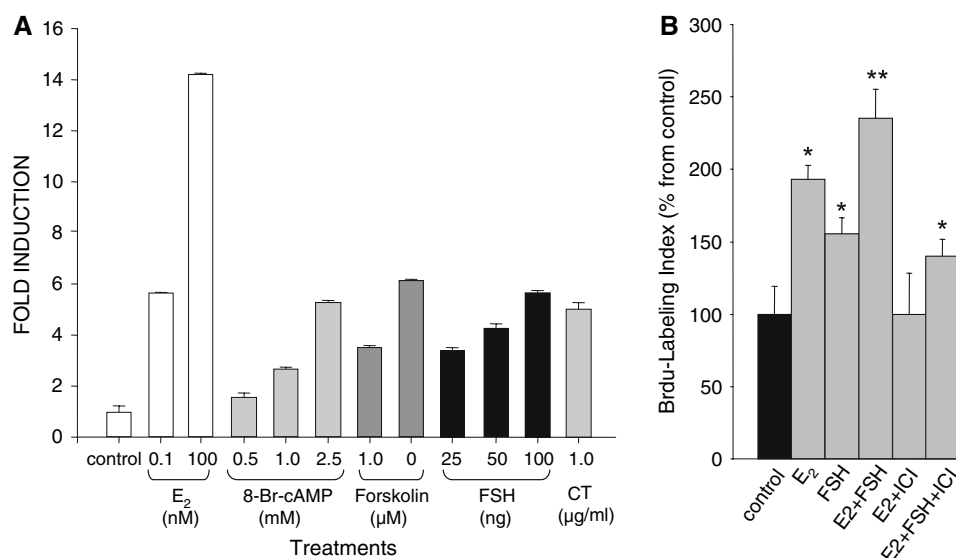 A
FOLD INDUCTION
16
14
12
10
8
6
4
2
0
control 0.1 100 0.5 1.0 2.5 1.0 0 25 50 100 1.0
E2 8-Br-cAMP Forskolin FSH CT
(nM) (mM) (µM) (ng) (µg/ml)
Treatments
B
Brdu-Labeling Index (% from control)
300
250
200
150
100
50
0
* * ** *
control E2 FSH E2+FSH E2+ICI E2+FSH+ICI